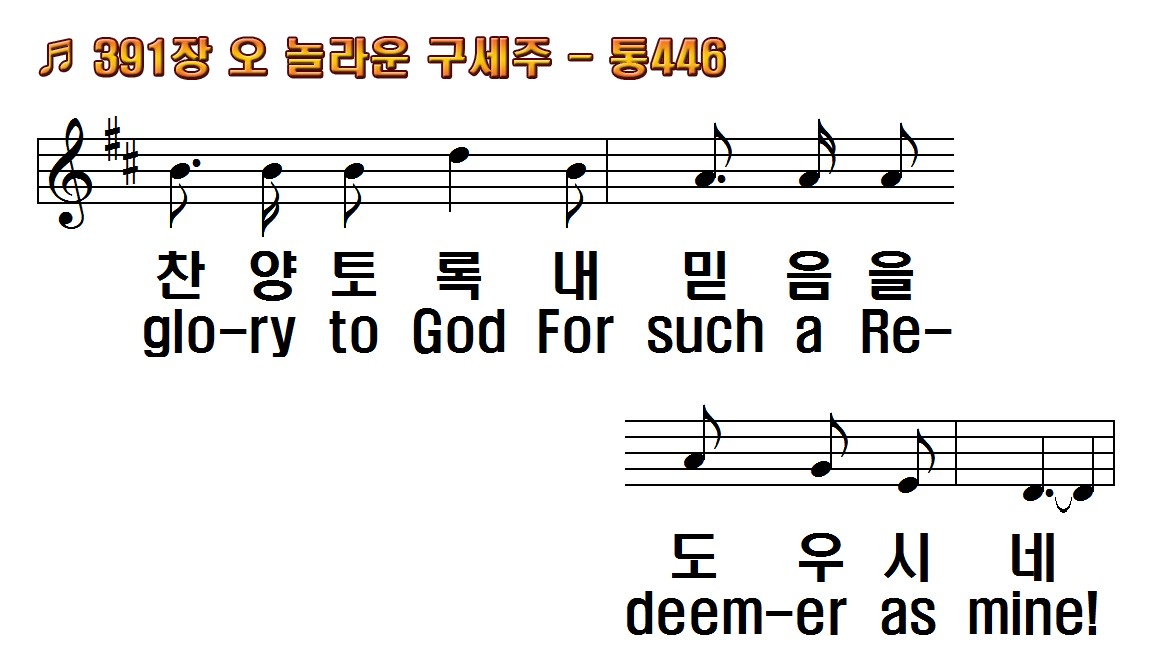 ♬ 391장 오 놀라운 구세주 - 통446
찬 양 토 록 내 믿 음 을
glo-ry to God For such a Re-
도 우 시 네
deem-er as mine!